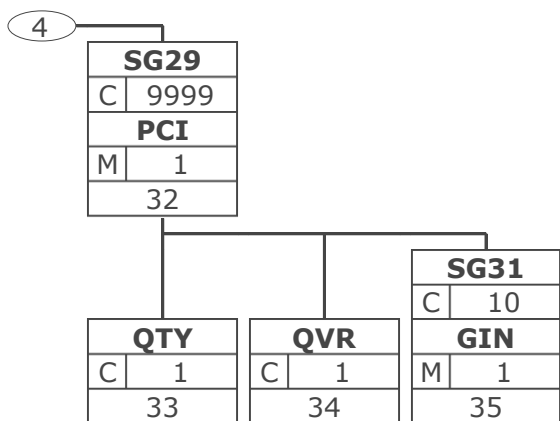 4
SG29
C 9999
PCI
M 1
32
SG31
C 10
QTY QVR GIN
C 1 C 1 M 1
33 34 35